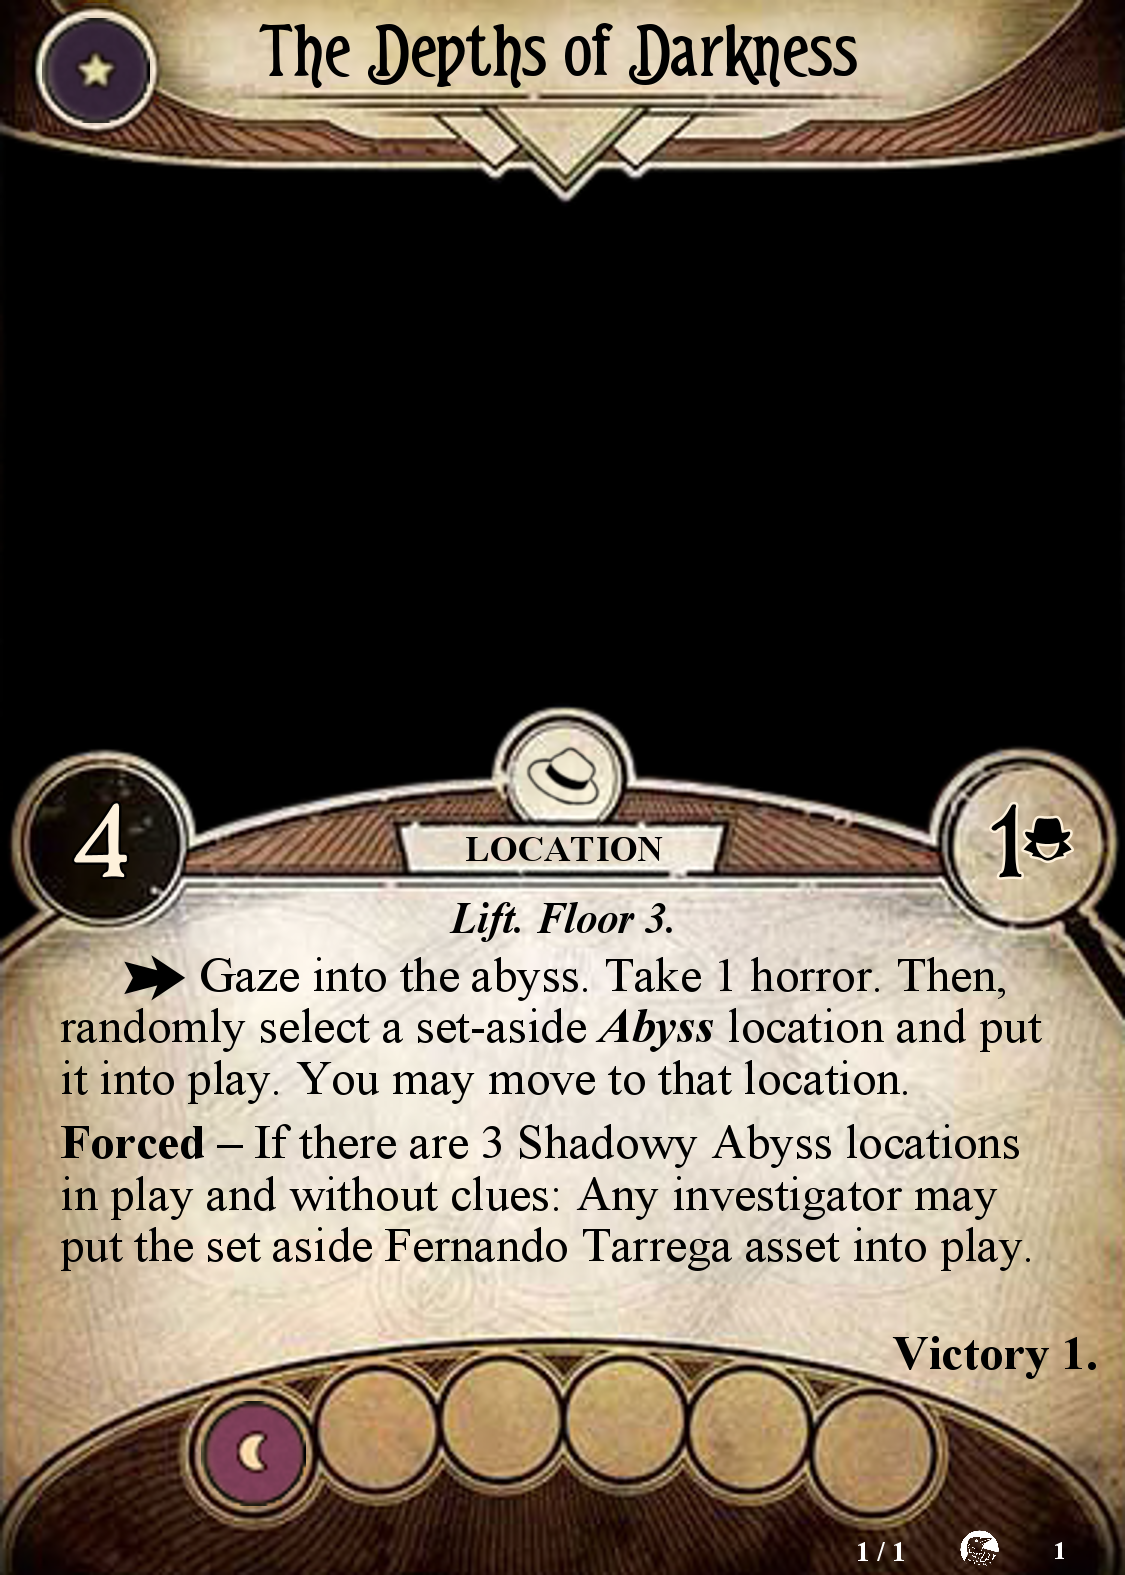 The Depths of Darkness
4
1
LOCATION
Lift. Floor 3.
Gaze into the abyss. Take 1 horror. Then,
randomly select a set-aside Abyss location and put
it into play. You may move to that location.
Forced – If there are 3 Shadowy Abyss locations
in play and without clues: Any investigator may
put the set aside Fernando Tarrega asset into play.
Victory 1.
1 / 1
1